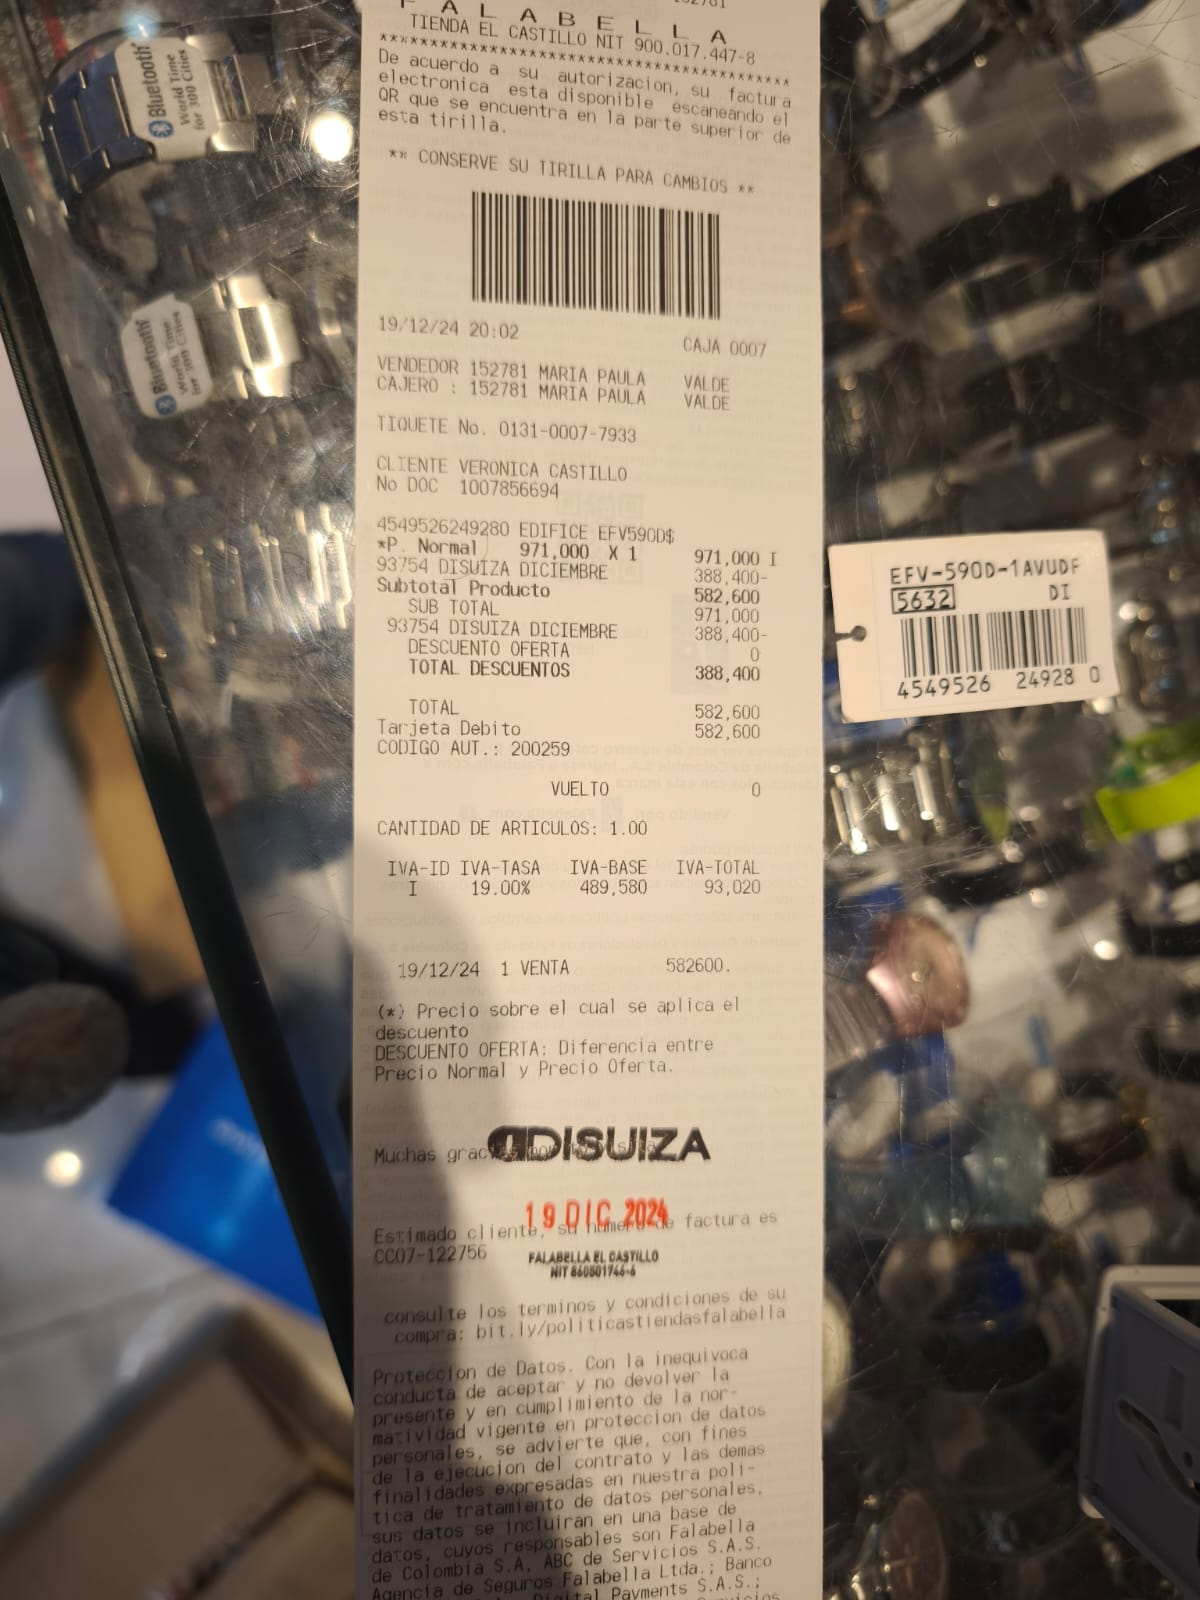 FALABELLA
TIENDA EL CASTILLO NIT 900.017.447-8
****************************************
De acuerdo a su autorizacion, su factura
electronica esta disponible escaneando el
QR que se encuentra en la parte superior de
esta tirilla.
** CONSERVE SU TIRILLA PARA CAMBIOS **
19/12/24 20:02 CAJA 0007
VENDEDOR 152781 MARIA PAULA VALDE
CAJERO : 152781 MARIA PAULA VALDE
TIQUETE No. 0131-0007-7933
CLIENTE VERONICA CASTILLO
No DOC 1007856694
4549526249280 EDIFICE EFV590D$
*P. Normal 971,000 X 1 971,000 I
93754 DISUIZA DICIEMBRE 388,400-
Subtotal Producto 582,600
SUB TOTAL 971,000
93754 DISUIZA DICIEMBRE 388,400-
DESCUENTO OFERTA 0
TOTAL DESCUENTOS 388,400
TOTAL 582,600
Tarjeta Debito 582,600
CODIGO AUT.: 200259
VUELTO 0
CANTIDAD DE ARTICULOS: 1.00
IVA-ID IVA-TASA IVA-BASE IVA-TOTAL
I 19.00% 489,580 93,020
19/12/24 1 VENTA 582600.
(*) Precio sobre el cual se aplica el
descuento
DESCUENTO OFERTA: Diferencia entre
Precio Normal y Precio Oferta.
Muchas gracias por
DISUIZA
19 DIC 2024
Estimado cliente, su numero de factura es
CC07-122756
FALABELLA EL CASTILLO
NIT 860501746-6
consulte los terminos y condiciones de su
compra: bit.ly/politicastiendasfalabella
Proteccion de Datos. Con la inequivoca
conducta de aceptar y no devolver la
presente y en cumplimiento de la nor-
matividad vigente en proteccion de datos
personales, se advierte que, con fines
de la ejecucion del contrato y las demas
finalidades expresadas en nuestra poli-
tica de tratamiento de datos personales,
sus datos se incluiran en una base de
datos, cuyos responsables son Falabella
de Colombia S.A, ABC de Servicios S.A.S.
Agencia de Seguros Falabella Ltda.; Banco
Digital Payments S.A.S.;
EFV-590D-1AVUDF
5632 DI
4549526 24928 0
Bluetooth
World Time
for 300 Cities
Bluetooth
World Time
for 300 Cities